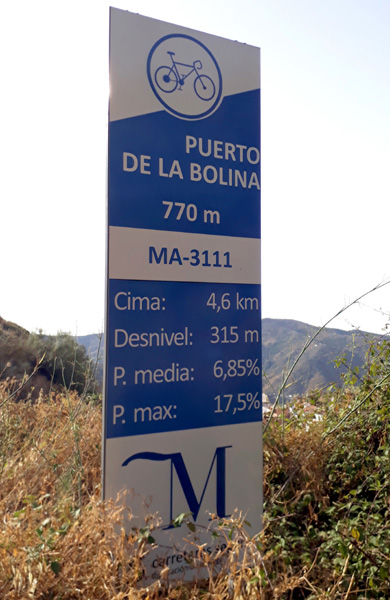 PUERTO
DE LA BOLINA
770 m
MA-3111
Cima: 4,6 km
Desnivel: 315 m
P. media: 6,85%
P. max: 17,5%
M